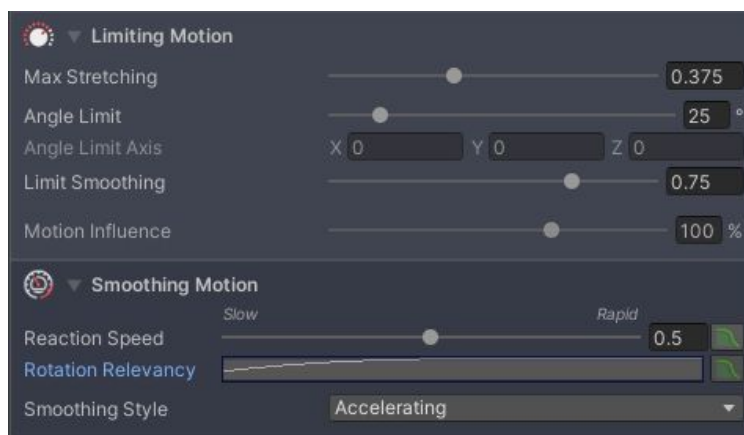 Limiting Motion
Max Stretching 0.375
Angle Limit 25 °
Angle Limit Axis X 0 Y 0 Z 0
Limit Smoothing 0.75
Motion Influence 100 %
Smoothing Motion
Slow Rapid
Reaction Speed 0.5
Rotation Relevancy
Smoothing Style Accelerating